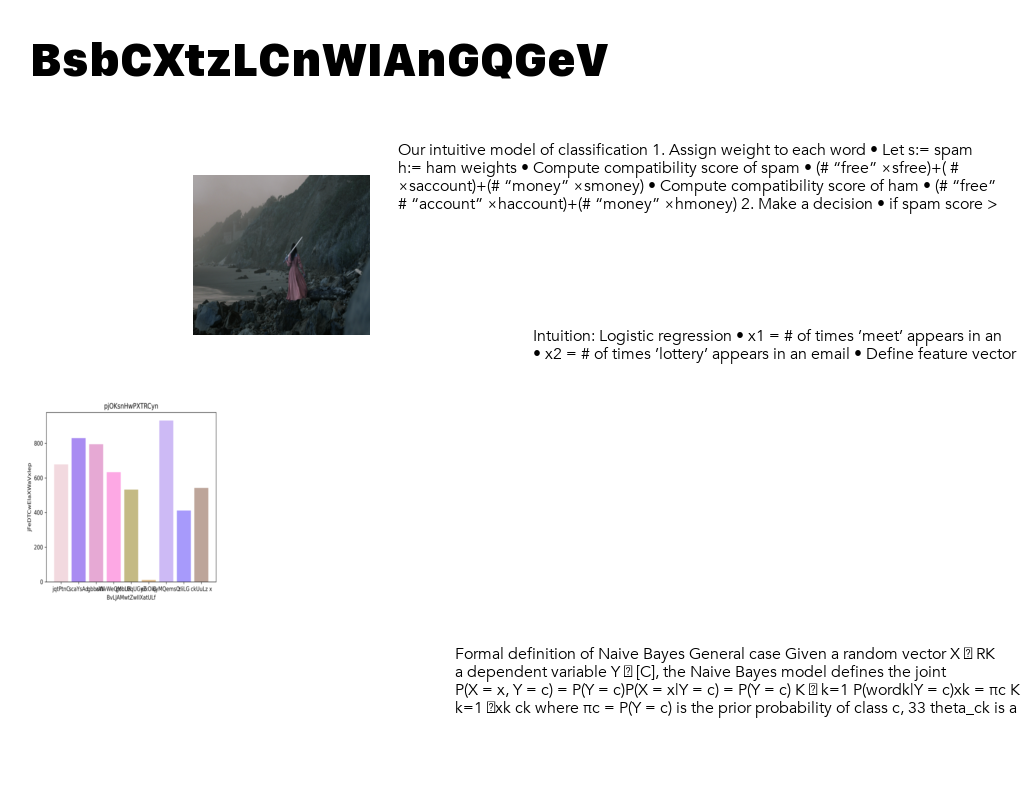 BsbCXtzLCnWIAnGQGeV
Our intuitive model of classification 1. Assign weight to each word • Let s:= spam
h:= ham weights • Compute compatibility score of spam • (# “free” ×sfree)+( #
×saccount)+(# “money” ×smoney) • Compute compatibility score of ham • (# “free”
# “account” ×haccount)+(# “money” ×hmoney) 2. Make a decision • if spam score >
Intuition: Logistic regression • x1 = # of times ‘meet’ appears in an
• x2 = # of times ‘lottery’ appears in an email • Define feature vector
pjOKsnHwPXTRCyn
800
600
400
200
0
ckUuLz x
Formal definition of Naive Bayes General case Given a random vector X RK
a dependent variable Y [C], the Naive Bayes model defines the joint
P(X = x, Y = c) = P(Y = c)P(X = x|Y = c) = P(Y = c) K k=1 P(wordk|Y = c)xk = πc K
k=1 xk ck where πc = P(Y = c) is the prior probability of class c, 33 theta_ck is a